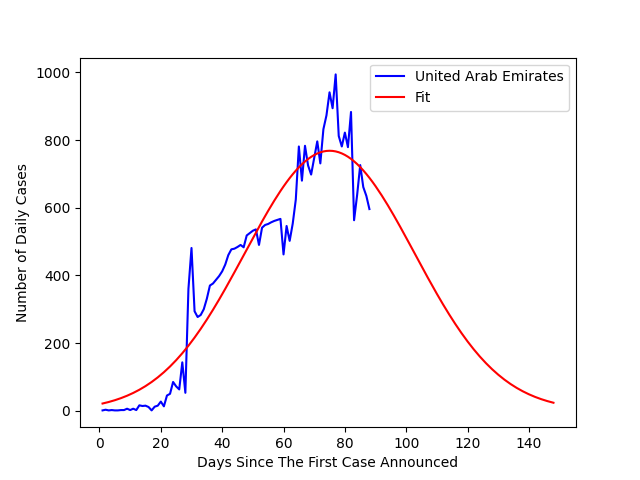 United Arab Emirates
Fit
1000
800
600
400
200
0
Number of Daily Cases
0 20 40 60 80 100 120 140
Days Since The First Case Announced